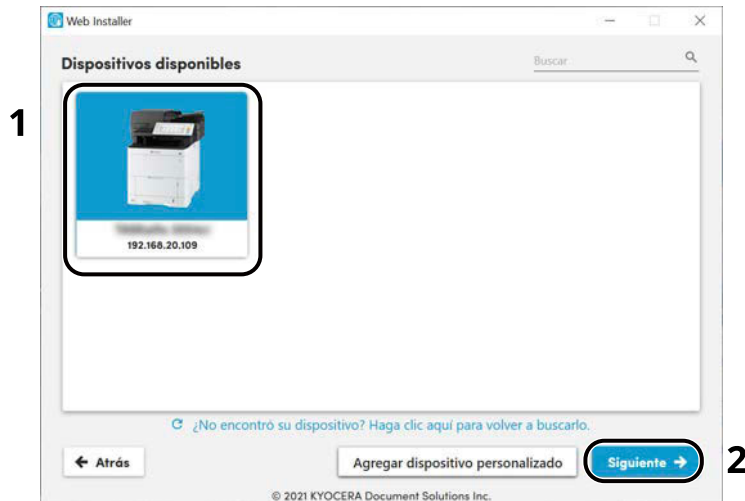 Web Installer
Dispositivos disponibles
Buscar
1
192.168.20.109
¿No encontró su dispositivo? Haga clic aquí para volver a buscarlo.
← Atrás
Agregar dispositivo personalizado
Siguiente →
2
© 2021 KYOCERA Document Solutions Inc.